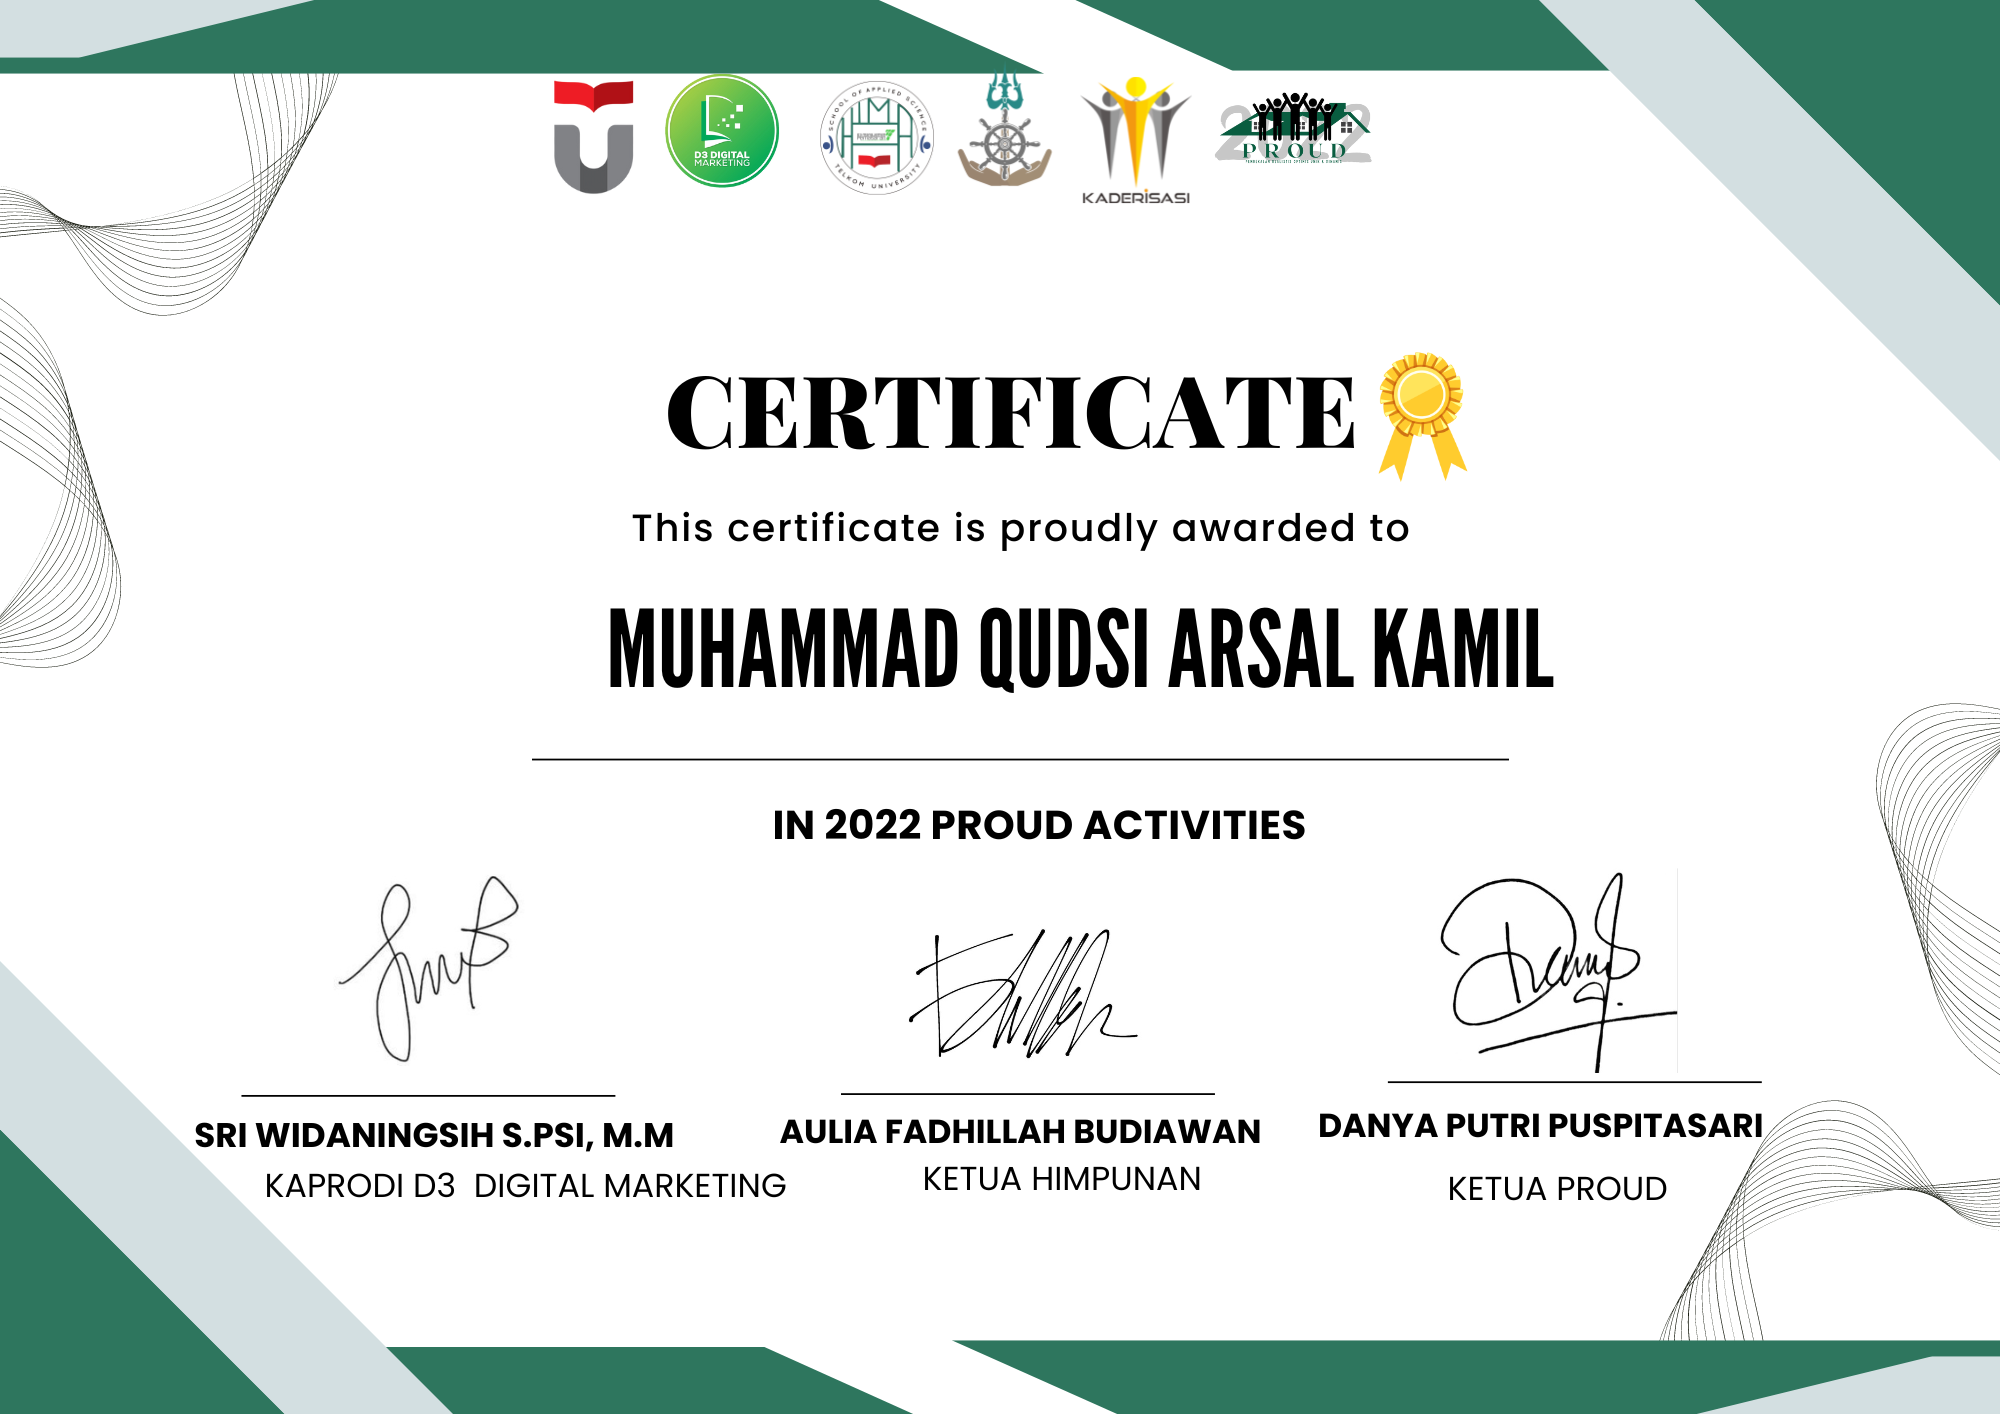 D3 DIGITAL
MARKETING
SCHOOL OF APPLIED SCIENCE
TELKOM UNIVERSITY
KADERISASI
2022
PROUD
CERTIFICATE
This certificate is proudly awarded to
MUHAMMAD QUDSI ARSAL KAMIL
IN 2022 PROUD ACTIVITIES
SRI WIDANINGSIH S.PSI, M.M
KAPRODI D3 DIGITAL MARKETING
AULIA FADHILLAH BUDIAWAN
KETUA HIMPUNAN
DANYA PUTRI PUSPITASARI
KETUA PROUD